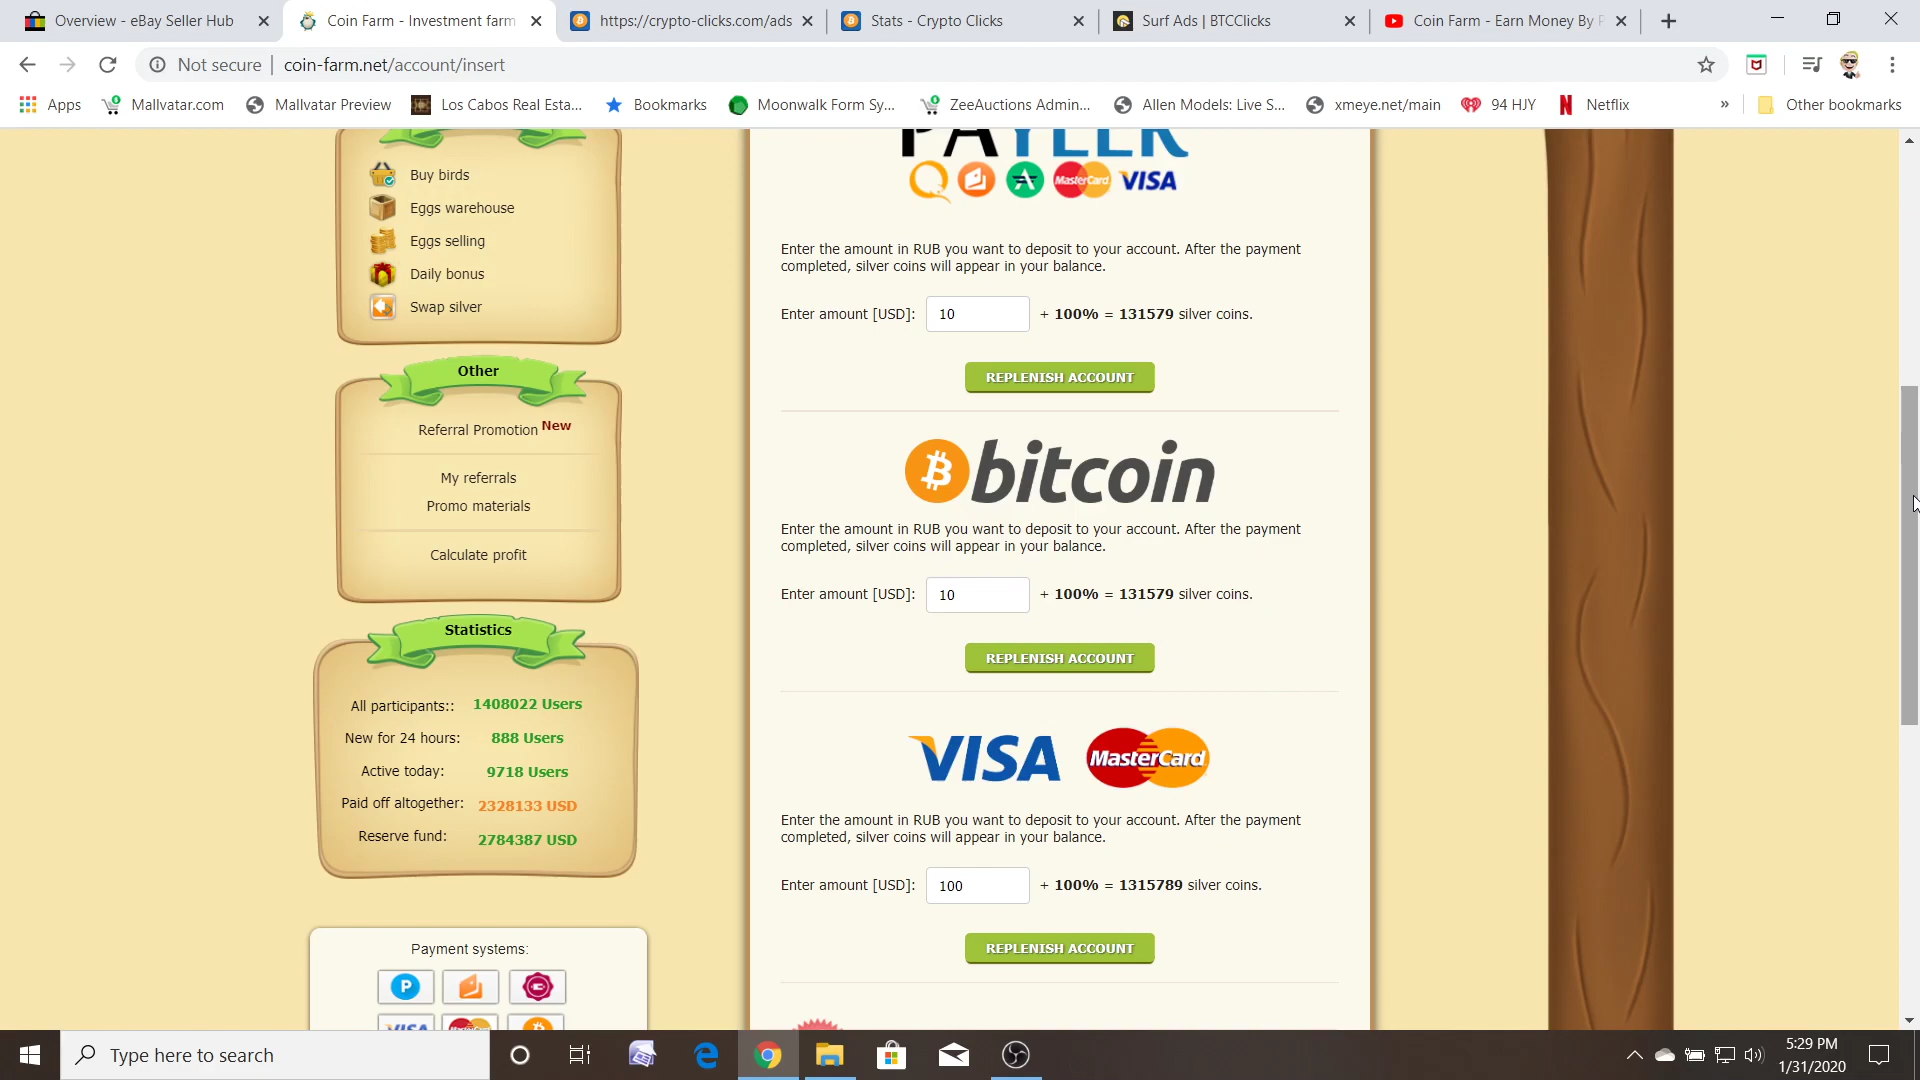 Overview - eBay Seller Hub
Coin Farm - Investment farm
https://crypto-clicks.com/ads
Stats - Crypto Clicks
Surf Ads | BTCClicks
Coin Farm - Earn Money By
Not secure
coin-farm.net/account/insert
Apps
Mallvatar.com
Mallvatar Preview
Los Cabos Real Esta...
Bookmarks
Moonwalk Form Sy...
ZeeAuctions Admin...
Allen Models: Live S...
xmeye.net/main
94 HJY
Netflix
»
Other bookmarks
Buy birds
Eggs warehouse
Eggs selling
Daily bonus
Swap silver
Other
Referral Promotion New
My referrals
Promo materials
Calculate profit
Statistics
All participants:: 1408022 Users
New for 24 hours: 888 Users
Active today: 9718 Users
Paid off altogether: 2328133 USD
Reserve fund: 2784387 USD
Payment systems:
P
VISA
MasterCard
PAYEER
MasterCard VISA
Enter the amount in RUB you want to deposit to your account. After the payment
completed, silver coins will appear in your balance.
Enter amount [USD]: 10 + 100% = 131579 silver coins.
REPLENISH ACCOUNT
bitcoin
Enter the amount in RUB you want to deposit to your account. After the payment
completed, silver coins will appear in your balance.
Enter amount [USD]: 10 + 100% = 131579 silver coins.
REPLENISH ACCOUNT
VISA MasterCard
Enter the amount in RUB you want to deposit to your account. After the payment
completed, silver coins will appear in your balance.
Enter amount [USD]: 100 + 100% = 1315789 silver coins.
REPLENISH ACCOUNT
Type here to search
5:29 PM
1/31/2020